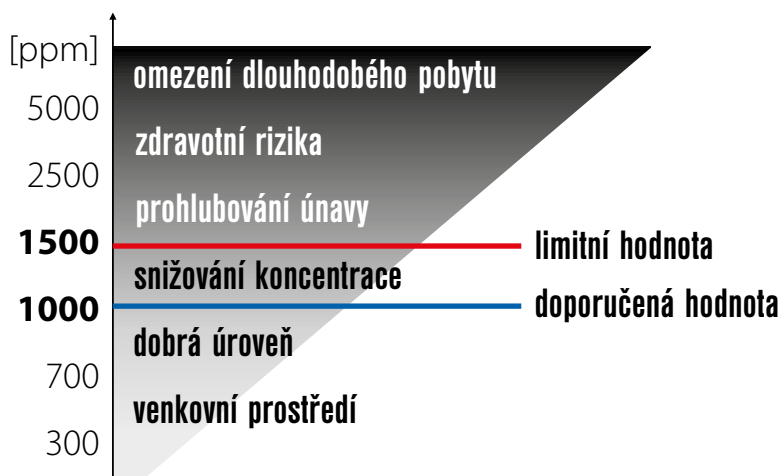 [ppm]
omezení dlouhodobého pobytu
5000
zdravotní rizika
2500
prohlubování únavy
1500
limitní hodnota
snižování koncentrace
1000
doporučená hodnota
dobrá úroveň
700
venkovní prostředí
300